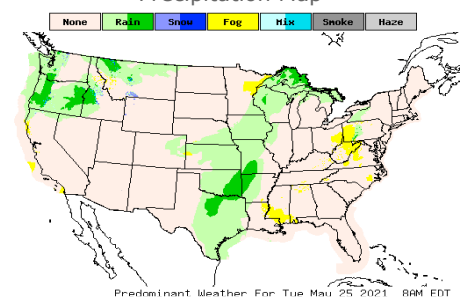 Precipitation Map
None Rain Snow Fog Mix Smoke Haze
Predominant Weather For Tue May 25 2021 8AM EDT